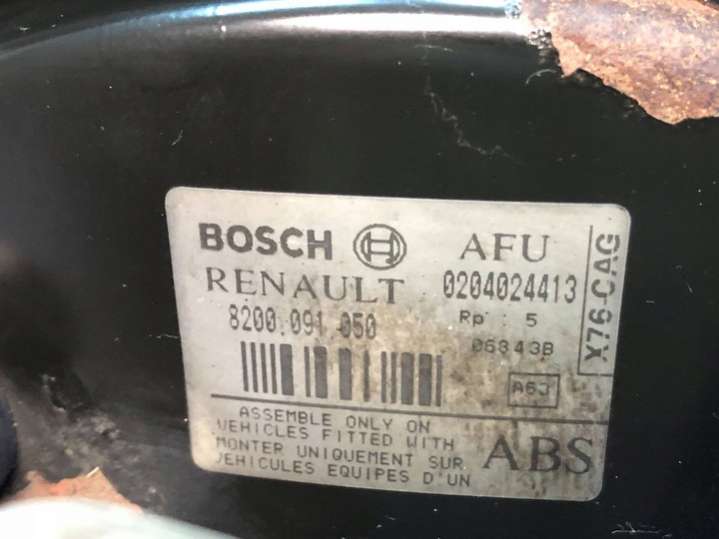 BOSCH AFU
RENAULT 0204024413
8200 091 050 Rp : 5
06343B
X76-CAG
A63
ASSEMBLE ONLY ON
VEHICLES FITTED WITH
MONTER UNIQUEMENT SUR
VEHICULES EQUIPES D'UN
ABS